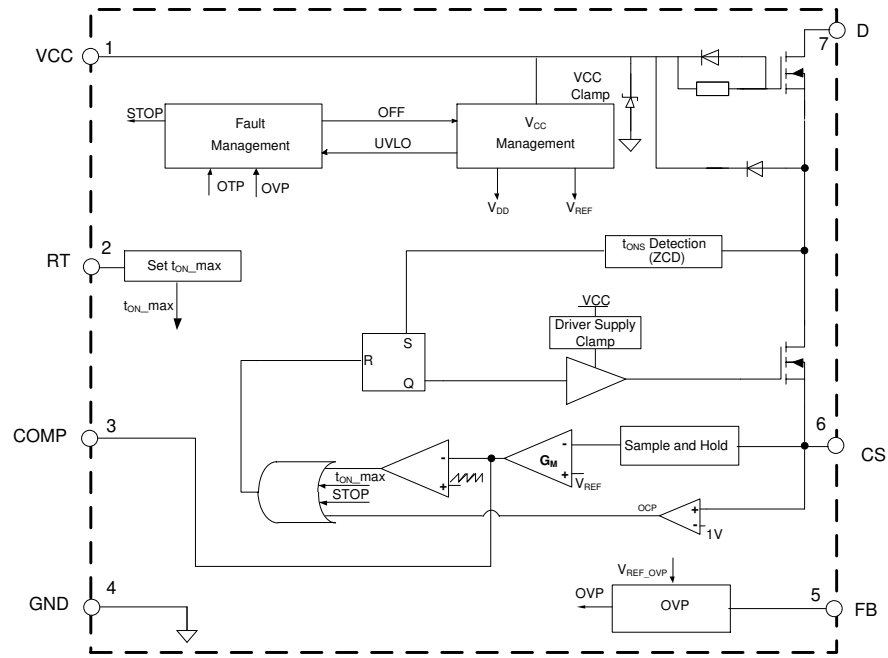 VCC
1
7
D
VCC
Clamp
STOP
Fault
Management
OFF
UVLO
VCC
Management
OTP
OVP
VDD
VREF
RT
2
Set tON_max
tON_max
tONS Detection
(ZCD)
VCC
Driver Supply
Clamp
S
R
Q
COMP
3
6
CS
Sample and Hold
-
GM
+
VREF
-
+
tON_max
STOP
OCP
+
-
1V
GND
4
VREF_OVP
OVP
OVP
5
FB